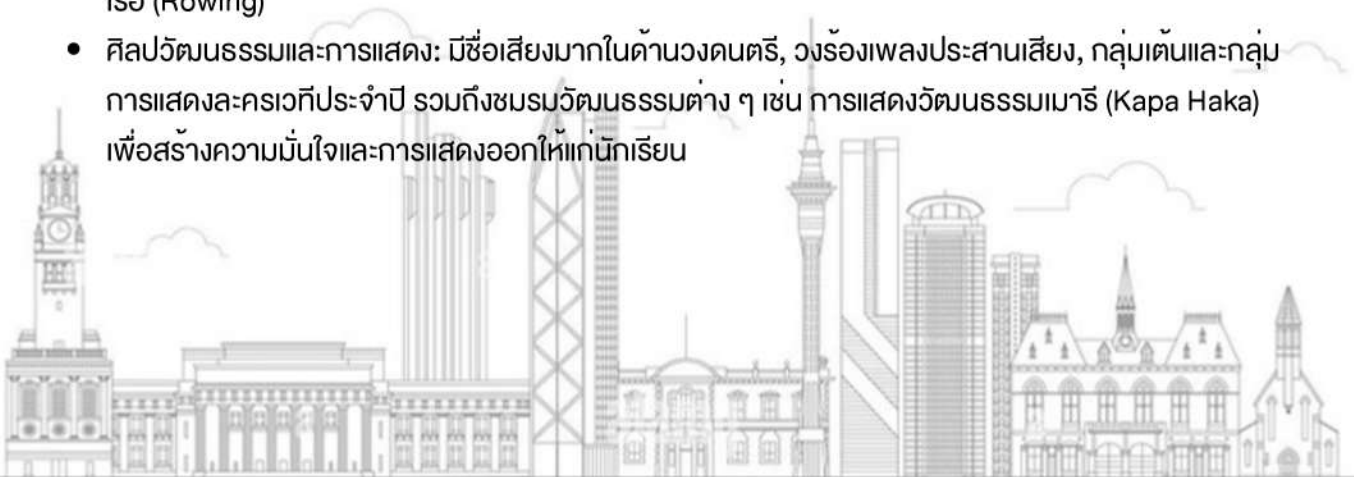 เรือ (Rowing)
• ศิลปวัฒนธรรมและการแสดง: มีชื่อเสียงมากในด้านวงดนตรี, วงร้องเพลงประสานเสียง, กลุ่มเต้นและกลุ่ม
การแสดงละครเวทีประจำปี รวมถึงชมรมวัฒนธรรมต่าง ๆ เช่น การแสดงวัฒนธรรมเมารี (Kapa Haka)
เพื่อสร้างความมั่นใจและการแสดงออกให้แก่นักเรียน